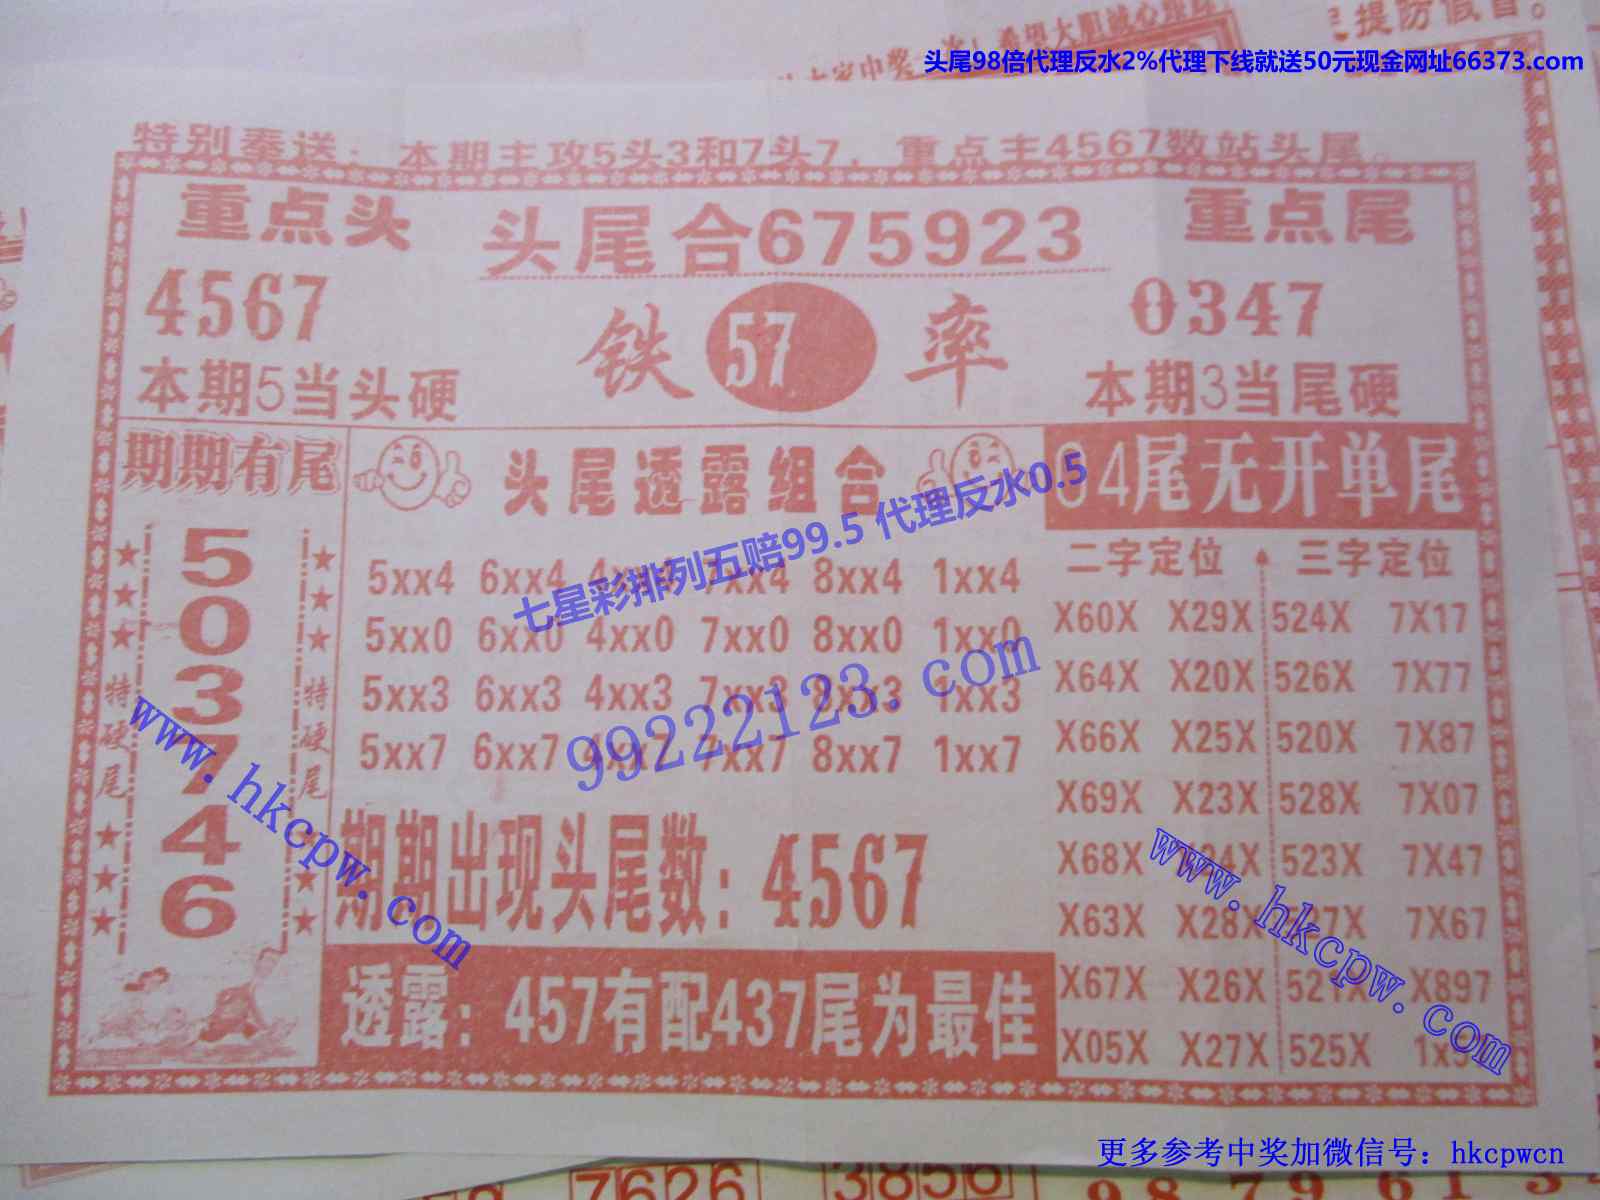 提防假冒。
头尾98倍代理反水2%代理下线就送50元现金网址66373.com
特别奉送：本期主攻5头3和7头7，重点主4567数站头尾。
重点头
头尾合675923
重点尾
4567
铁 57 率
0347
本期5当头硬
本期3当尾硬
期期有尾
头尾透露组合
04尾无开单尾
七星彩排列五赔99.5 代理反水0.5
二字定位 三字定位
5
0
3
7
4
6
特硬尾
特硬尾
5xx4 6xx4 4xx4 7xx4 8xx4 1xx4
5xx0 6xx0 4xx0 7xx0 8xx0 1xx0
5xx3 6xx3 4xx3 7xx3 8xx3 1xx3
5xx7 6xx7 4xx7 7xx7 8xx7 1xx7
99222123.com
X60X X29X 524X 7X17
X64X X20X 526X 7X77
X66X X25X 520X 7X87
X69X X23X 528X 7X07
X68X X24X 523X 7X47
X63X X28X 527X 7X67
X67X X26X 521X X897
X05X X27X 525X
www.hkcpw.com
www.hkcpw.com
期期出现头尾数：4567
透露：457有配437尾为最佳
更多参考中奖加微信号：hkcpwcn
7626 3856